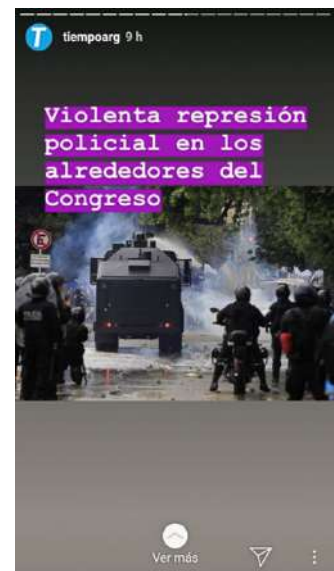 T
tiempoarg 9 h
Violenta represión
policial en los
alrededores del
Congreso
E
Ver más